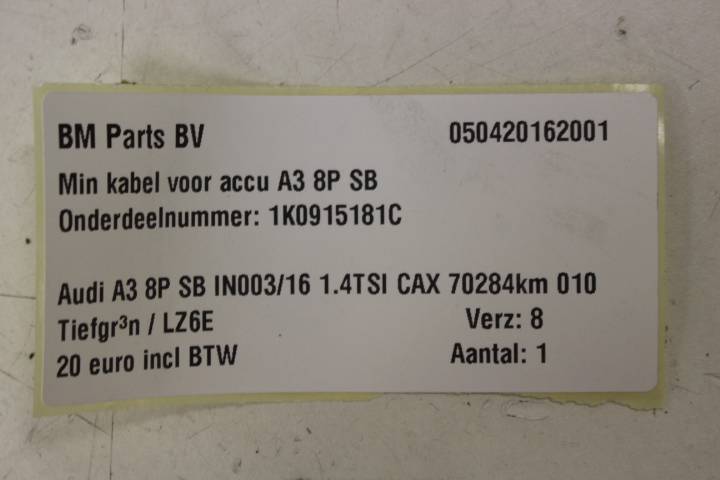 BM Parts BV 050420162001
Min kabel voor accu A3 8P SB
Onderdeelnummer: 1K0915181C
Audi A3 8P SB IN003/16 1.4TSI CAX 70284km 010
Tiefgr³n / LZ6E Verz: 8
20 euro incl BTW Aantal: 1